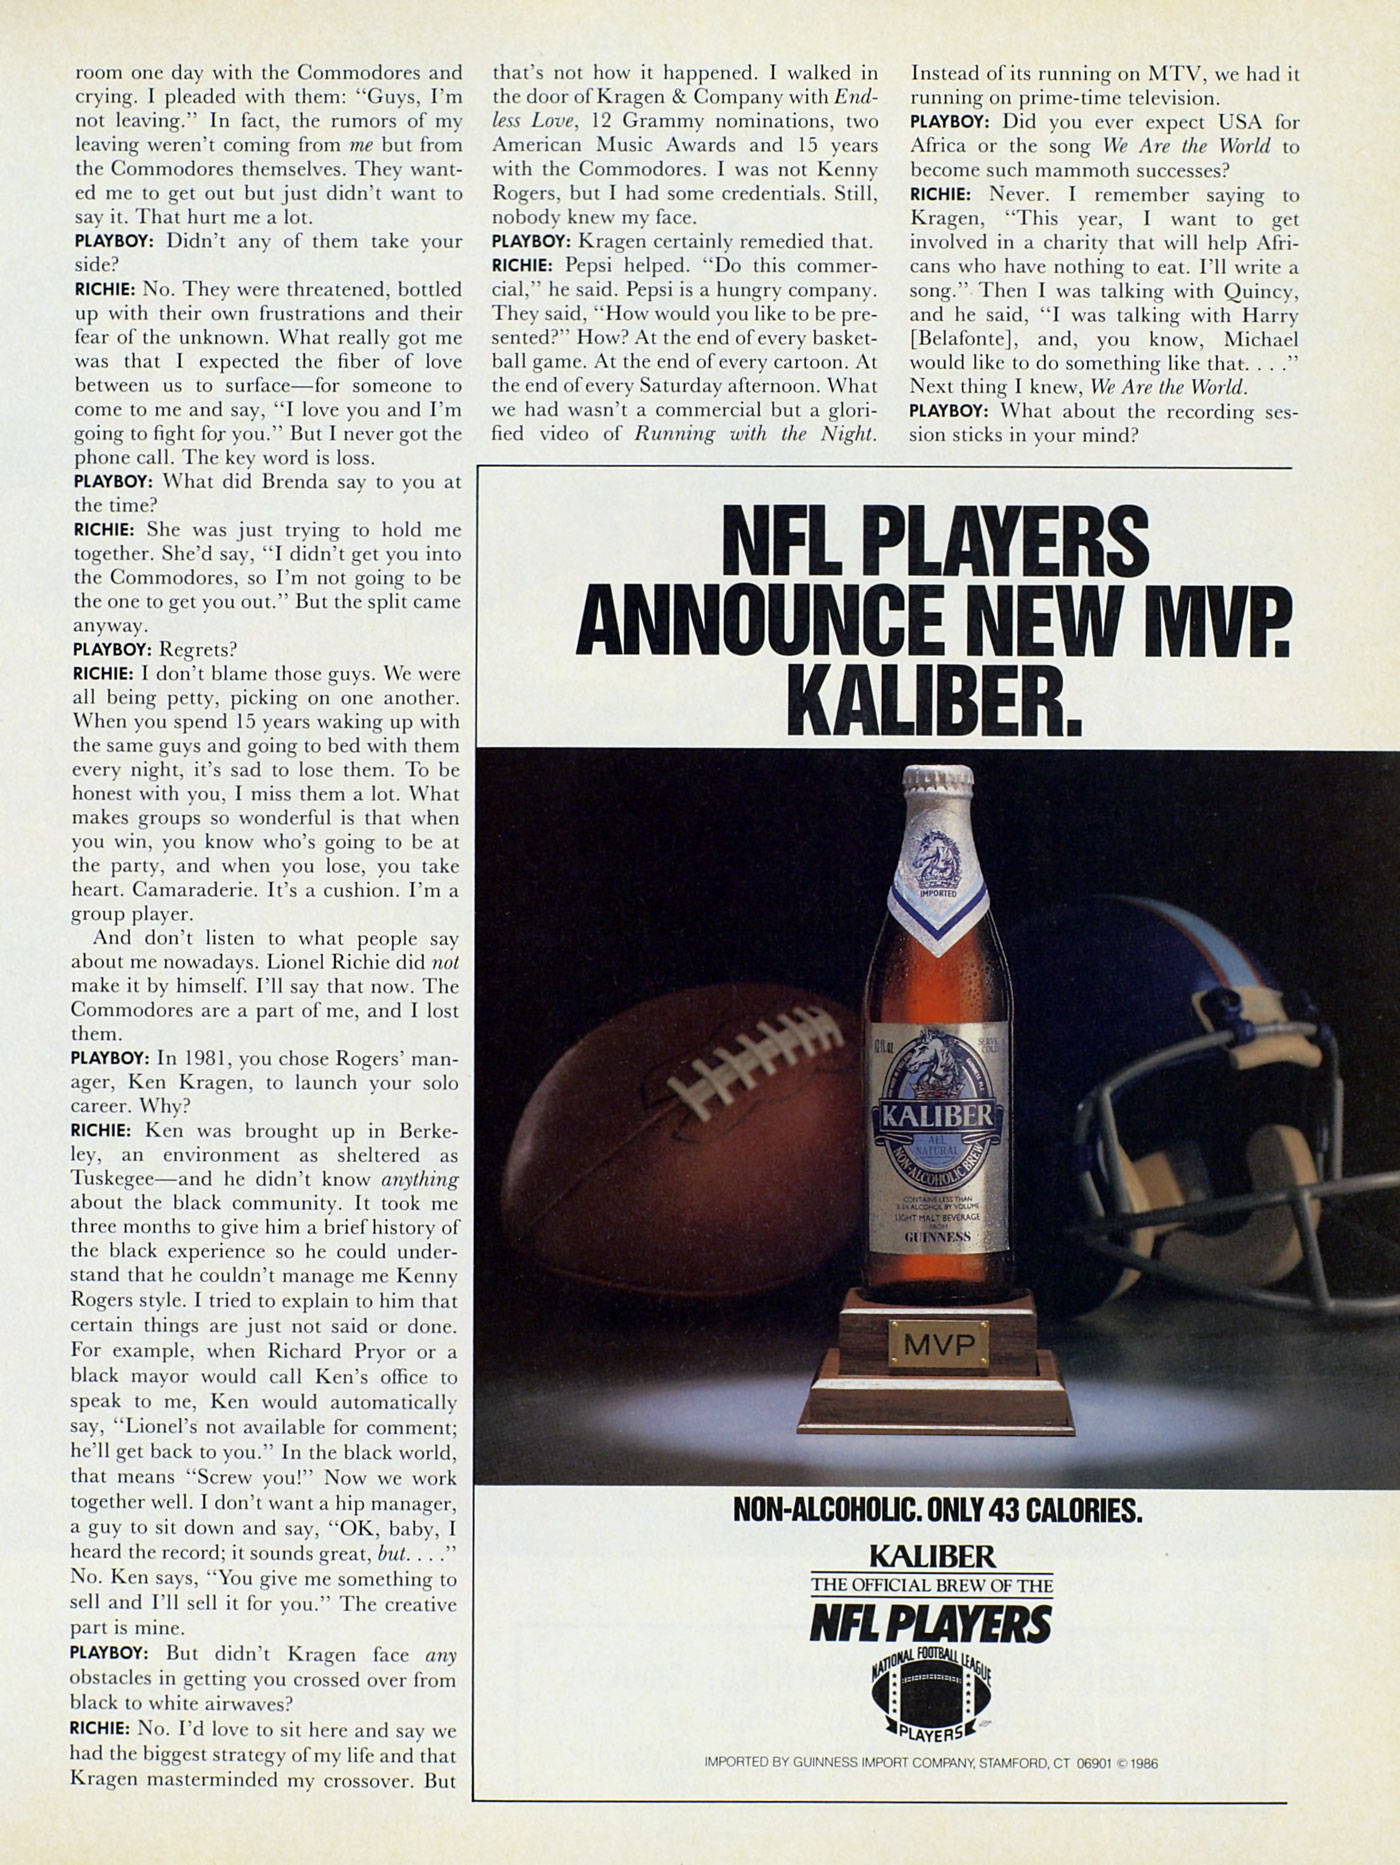 room one day with the Commodores and
crying. I pleaded with them: “Guys, I’m
not leaving.” In fact, the rumors of my
leaving weren’t coming from me but from
the Commodores themselves. They want-
ed me to get out but just didn’t want to
say it. That hurt me a lot.
PLAYBOY: Didn’t any of them take your
side?
RICHIE: No. They were threatened, bottled
up with their own frustrations and their
fear of the unknown. What really got me
was that I expected the fiber of love
between us to surface—for someone to
come to me and say, “I love you and I’m
going to fight for you.” But I never got the
phone call. The key word is loss.
PLAYBOY: What did Brenda say to you at
the time?
RICHIE: She was just trying to hold me
together. She’d say, “I didn’t get you into
the Commodores, so I’m not going to be
the one to get you out.” But the split came
anyway.
PLAYBOY: Regrets?
RICHIE: I don’t blame those guys. We were
all being petty, picking on one another.
When you spend 15 years waking up with
the same guys and going to bed with them
every night, it’s sad to lose them. To be
honest with you, I miss them a lot. What
makes groups so wonderful is that when
you win, you know who’s going to be at
the party, and when you lose, you take
heart. Camaraderie. It’s a cushion. I’m a
group player.
And don’t listen to what people say
about me nowadays. Lionel Richie did not
make it by himself. I’ll say that now. The
Commodores are a part of me, and I lost
them.
PLAYBOY: In 1981, you chose Rogers’ man-
ager, Ken Kragen, to launch your solo
career. Why?
RICHIE: Ken was brought up in Berke-
ley, an environment as sheltered as
Tuskegee—and he didn’t know anything
about the black community. It took me
three months to give him a brief history of
the black experience so he could under-
stand that he couldn’t manage me Kenny
Rogers style. I tried to explain to him that
certain things are just not said or done.
For example, when Richard Pryor or a
black mayor would call Ken’s office to
speak to me, Ken would automatically
say, “Lionel’s not available for comment;
he’ll get back to you.” In the black world,
that means “Screw you!” Now we work
together well. I don’t want a hip manager,
a guy to sit down and say, “OK, baby, I
heard the record; it sounds great, but. . . .”
No. Ken says, “You give me something to
sell and I’ll sell it for you.” The creative
part is mine.
PLAYBOY: But didn’t Kragen face any
obstacles in getting you crossed over from
black to white airwaves?
RICHIE: No. I’d love to sit here and say we
had the biggest strategy of my life and that
Kragen masterminded my crossover. But
that’s not how it happened. I walked in
the door of Kragen & Company with End-
less Love, 12 Grammy nominations, two
American Music Awards and 15 years
with the Commodores. I was not Kenny
Rogers, but I had some credentials. Still,
nobody knew my face.
PLAYBOY: Kragen certainly remedied that.
RICHIE: Pepsi helped. “Do this commer-
cial,” he said. Pepsi is a hungry company.
They said, “How would you like to be pre-
sented?” How? At the end of every basket-
ball game. At the end of every cartoon. At
the end of every Saturday afternoon. What
we had wasn’t a commercial but a glori-
fied video of Running with the Night.
Instead of its running on MTV, we had it
running on prime-time television.
PLAYBOY: Did you ever expect USA for
Africa or the song We Are the World to
become such mammoth successes?
RICHIE: Never. I remember saying to
Kragen, “This year, I want to get
involved in a charity that will help Afri-
cans who have nothing to eat. I’ll write a
song.” Then I was talking with Quincy,
and he said, “I was talking with Harry
[Belafonte], and, you know, Michael
would like to do something like that. . . .”
Next thing I knew, We Are the World.
PLAYBOY: What about the recording ses-
sion sticks in your mind?
NFL PLAYERS
ANNOUNCE NEW MVP.
KALIBER.
IMPORTED
12 fl. oz.
SERVE
COLD
KALIBER
ALL
NATURAL
NON-ALCOHOLIC BREW
CONTAINS LESS THAN
ALCOHOL BY VOLUME
LIGHT MALT BEVERAGE
FROM
GUINNESS
MVP
NON-ALCOHOLIC. ONLY 43 CALORIES.
KALIBER
THE OFFICIAL BREW OF THE
NFL PLAYERS
NATIONAL FOOTBALL LEAGUE
PLAYERS
IMPORTED BY GUINNESS IMPORT COMPANY, STAMFORD, CT 06901 © 1986